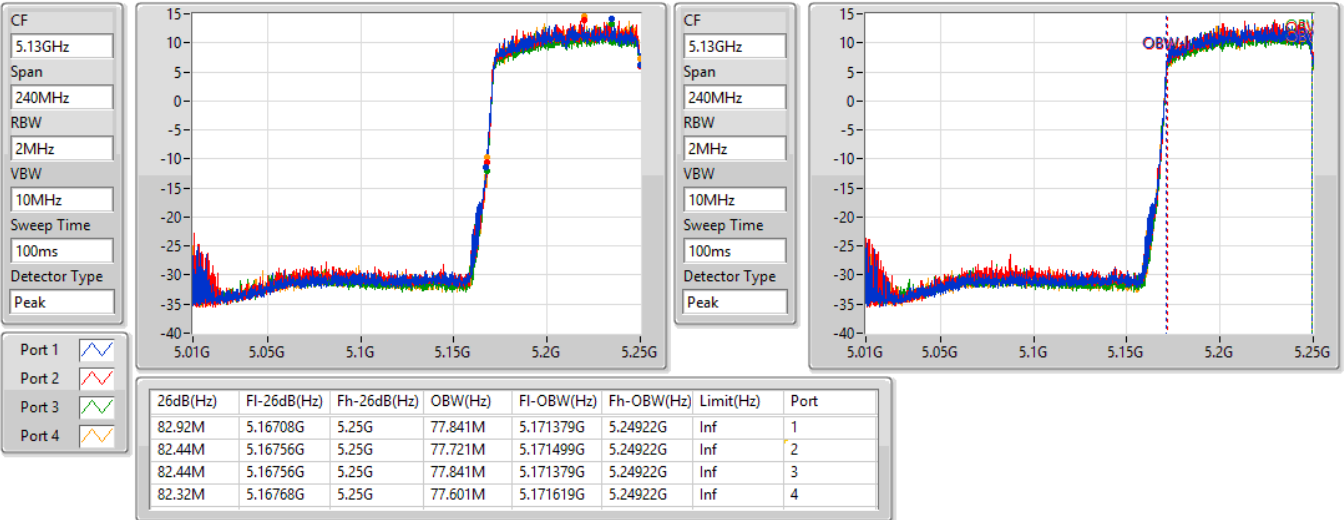 CF
5.13GHz
Span
240MHz
RBW
2MHz
VBW
10MHz
Sweep Time
100ms
Detector Type
Peak
15
10
5
0
-5
-10
-15
-20
-25
-30
-35
-40
5.01G 5.05G 5.1G 5.15G 5.2G 5.25G
CF
5.13GHz
Span
240MHz
RBW
2MHz
VBW
10MHz
Sweep Time
100ms
Detector Type
Peak
15
10
5
0
-5
-10
-15
-20
-25
-30
-35
-40
OBW
5.01G 5.05G 5.1G 5.15G 5.2G 5.25G
Port 1
Port 2
Port 3
Port 4
26dB(Hz) Fl-26dB(Hz) Fh-26dB(Hz) OBW(Hz) Fl-OBW(Hz) Fh-OBW(Hz) Limit(Hz) Port
82.92M 5.16708G 5.25G 77.841M 5.171379G 5.24922G Inf 1
82.44M 5.16756G 5.25G 77.721M 5.171499G 5.24922G Inf 2
82.44M 5.16756G 5.25G 77.841M 5.171379G 5.24922G Inf 3
82.32M 5.16768G 5.25G 77.601M 5.171619G 5.24922G Inf 4